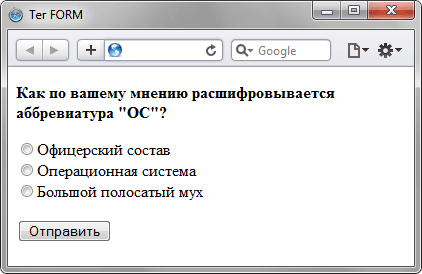 Тег FORM
Google
Как по вашему мнению расшифровывается
аббревиатура "ОС"?
Офицерский состав
Операционная система
Большой полосатый мух
Отправить